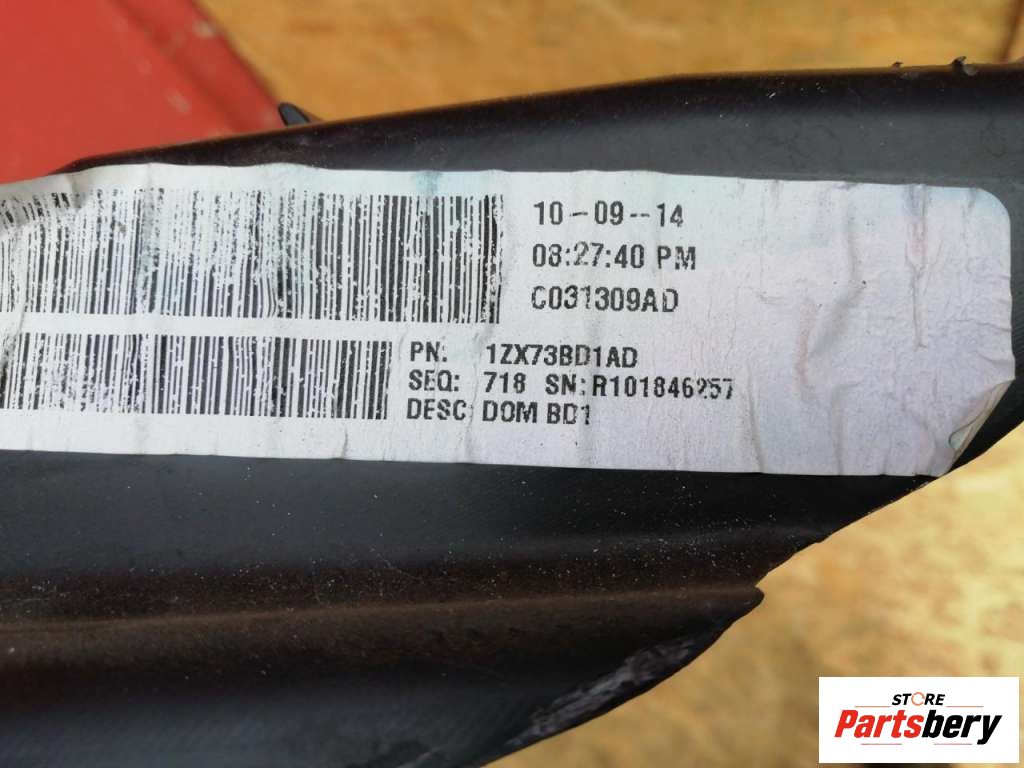 10-09-14
08:27:40 PM
C031309AD
PN: 1ZX73BD1AD
SEQ: 718 SN: R101846257
DESC: DOM BD1
STORE
Partsbery